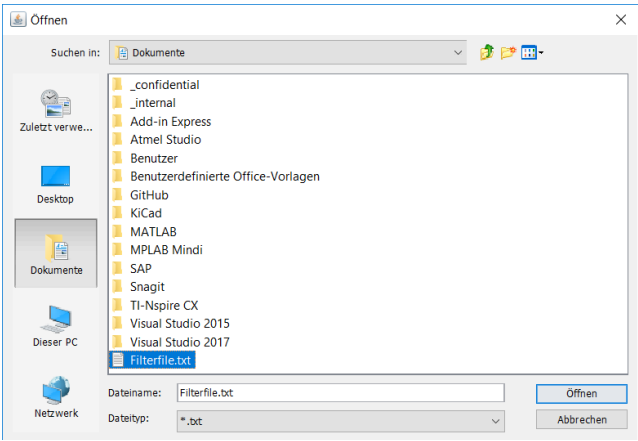 Öffnen
Suchen in:
Dokumente
Zuletzt verwe...
Desktop
Dokumente
Dieser PC
Netzwerk
_confidential
_internal
Add-in Express
Atmel Studio
Benutzer
Benutzerdefinierte Office-Vorlagen
GitHub
KiCad
MATLAB
MPLAB Mindi
SAP
Snagit
TI-Nspire CX
Visual Studio 2015
Visual Studio 2017
Filterfile.txt
Dateiname: Filterfile.txt Öffnen
Dateityp: *.txt Abbrechen